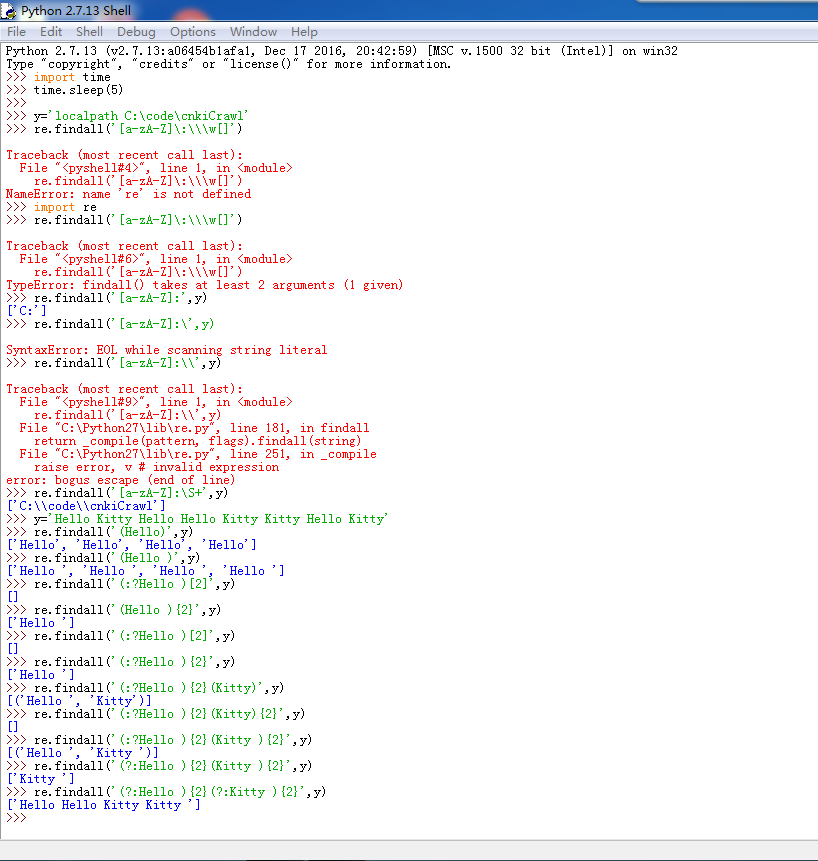 Python 2.7.13 Shell
File Edit Shell Debug Options Window Help
Python 2.7.13 (v2.7.13:a06454b1afa1, Dec 17 2016, 20:42:59) [MSC v.1500 32 bit (Intel)] on win32
Type "copyright", "credits" or "license()" for more information.
>>> import time
>>> time.sleep(5)
>>>
>>> y='localpath C:\code\cnkiCrawl'
>>> re.findall('[a-zA-Z]\:\\\w[]')
Traceback (most recent call last):
  File "<pyshell#4>", line 1, in <module>
    re.findall('[a-zA-Z]\:\\\w[]')
NameError: name 're' is not defined
>>> import re
>>> re.findall('[a-zA-Z]\:\\\w[]')
Traceback (most recent call last):
  File "<pyshell#6>", line 1, in <module>
    re.findall('[a-zA-Z]\:\\\w[]')
TypeError: findall() takes at least 2 arguments (1 given)
>>> re.findall('[a-zA-Z]:',y)
['C:']
>>> re.findall('[a-zA-Z]:\',y)
SyntaxError: EOL while scanning string literal
>>> re.findall('[a-zA-Z]:\\',y)
Traceback (most recent call last):
  File "<pyshell#9>", line 1, in <module>
    re.findall('[a-zA-Z]:\\',y)
  File "C:\Python27\lib\re.py", line 181, in findall
    return _compile(pattern, flags).findall(string)
  File "C:\Python27\lib\re.py", line 251, in _compile
    raise error, v # invalid expression
error: bogus escape (end of line)
>>> re.findall('[a-zA-Z]:\S+',y)
['C:\\code\\cnkiCrawl']
>>> y='Hello Kitty Hello Hello Kitty Kitty Hello Kitty'
>>> re.findall('(Hello)',y)
['Hello', 'Hello', 'Hello', 'Hello']
>>> re.findall('(Hello )',y)
['Hello ', 'Hello ', 'Hello ', 'Hello ']
>>> re.findall('(:?Hello )[2]',y)
[]
>>> re.findall('(Hello ){2}',y)
['Hello ']
>>> re.findall('(:?Hello )[2]',y)
[]
>>> re.findall('(:?Hello ){2}',y)
['Hello ']
>>> re.findall('(:?Hello ){2}(Kitty)',y)
[('Hello ', 'Kitty')]
>>> re.findall('(:?Hello ){2}(Kitty){2}',y)
[]
>>> re.findall('(:?Hello ){2}(Kitty ){2}',y)
[('Hello ', 'Kitty ')]
>>> re.findall('(?:Hello ){2}(Kitty ){2}',y)
['Kitty ']
>>> re.findall('(?:Hello ){2}(?:Kitty ){2}',y)
['Hello Hello Kitty Kitty ']
>>>